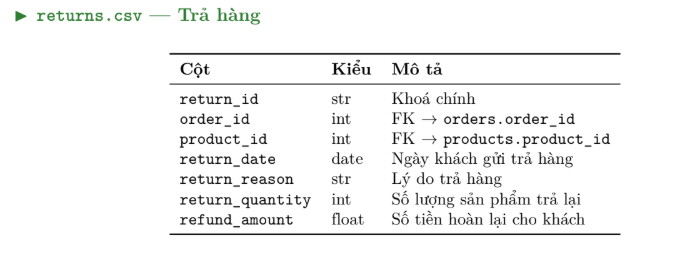 ▶ returns.csv — Trả hàng
Cột Kiểu Mô tả
return_id str Khoá chính
order_id int FK → orders.order_id
product_id int FK → products.product_id
return_date date Ngày khách gửi trả hàng
return_reason str Lý do trả hàng
return_quantity int Số lượng sản phẩm trả lại
refund_amount float Số tiền hoàn lại cho khách